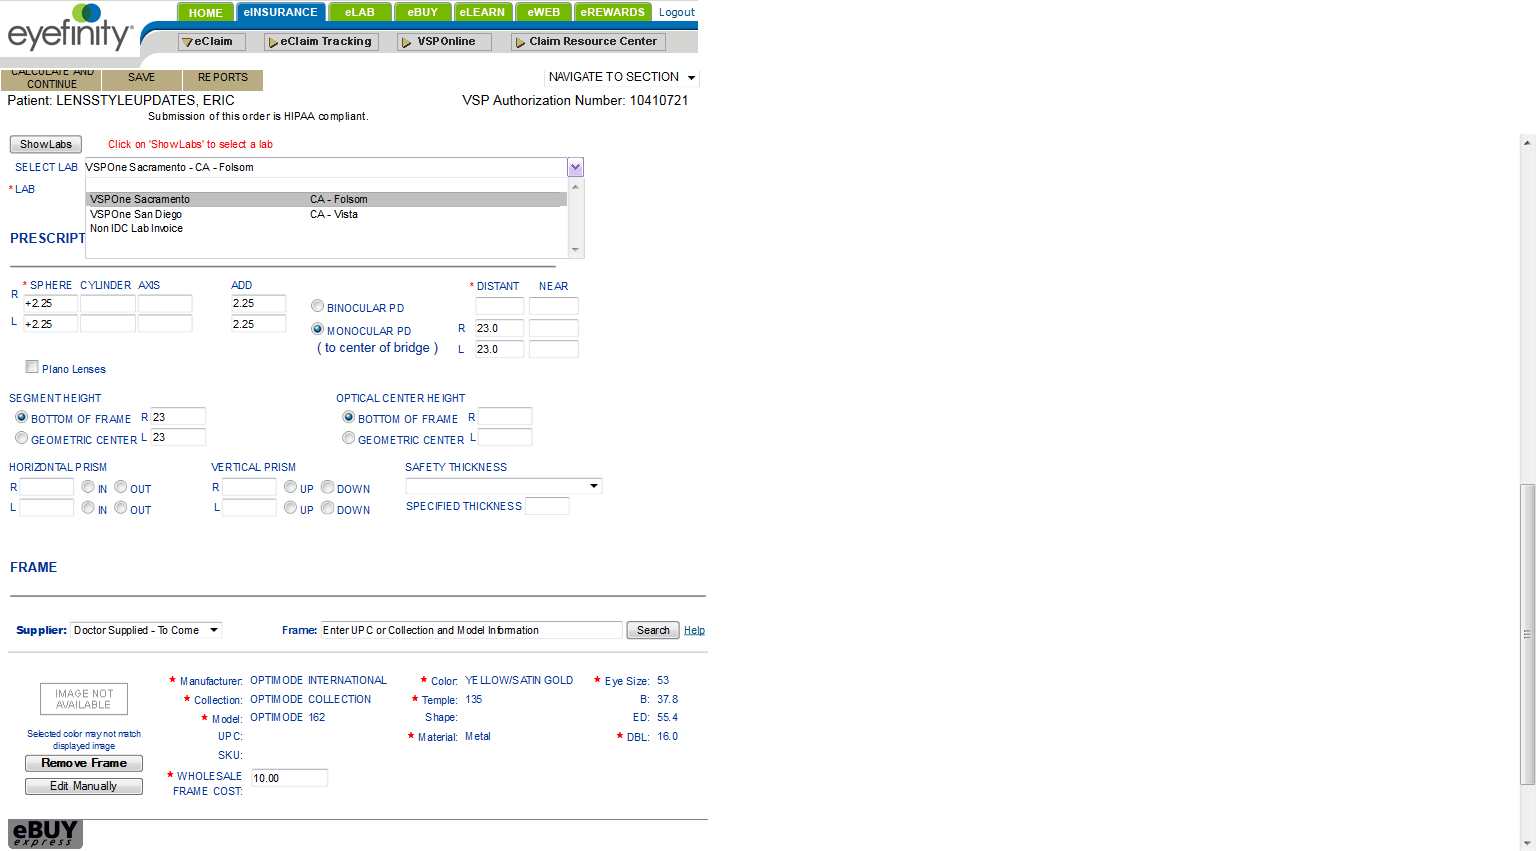 HOME eINSURANCE eLAB eBUY eLEARN eWEB eREWARDS Logout
eyefinity
eClaim eClaim Tracking VSPOnline Claim Resource Center
CALCULATE AND CONTINUE SAVE REPORTS NAVIGATE TO SECTION
Patient: LENSSTYLEUPDATES, ERIC VSP Authorization Number: 10410721
Submission of this order is HIPAA compliant.
ShowLabs Click on 'ShowLabs' to select a lab
SELECT LAB VSPOne Sacramento - CA - Folsom
* LAB
VSPOne Sacramento CA - Folsom
VSPOne San Diego CA - Vista
Non IDC Lab Invoice
PRESCRIPT
* SPHERE CYLINDER AXIS ADD * DISTANT NEAR
R +2.25 2.25 BINOCULAR PD
L +2.25 2.25 MONOCULAR PD R 23.0
( to center of bridge ) L 23.0
Plano Lenses
SEGMENT HEIGHT OPTICAL CENTER HEIGHT
BOTTOM OF FRAME R 23 BOTTOM OF FRAME R
GEOMETRIC CENTER L 23 GEOMETRIC CENTER L
HORIZONTAL PRISM VERTICAL PRISM SAFETY THICKNESS
R IN OUT R UP DOWN
L IN OUT L UP DOWN SPECIFIED THICKNESS
FRAME
Supplier: Doctor Supplied - To Come Frame: Enter UPC or Collection and Model Information Search Help
IMAGE NOT AVAILABLE
Selected color may not match displayed image
Remove Frame
Edit Manually
* Manufacturer: OPTIMODE INTERNATIONAL * Color: YELLOW/SATIN GOLD * Eye Size: 53
* Collection: OPTIMODE COLLECTION * Temple: 135 B: 37.8
* Model: OPTIMODE 162 Shape: ED: 55.4
UPC: * Material: Metal * DBL: 16.0
SKU:
* WHOLESALE FRAME COST: 10.00
eBUY
express